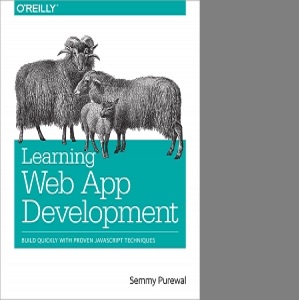 O'REILLY®
Learning
Web App
Development
BUILD QUICKLY WITH PROVEN JAVASCRIPT TECHNIQUES
Semmy Purewal